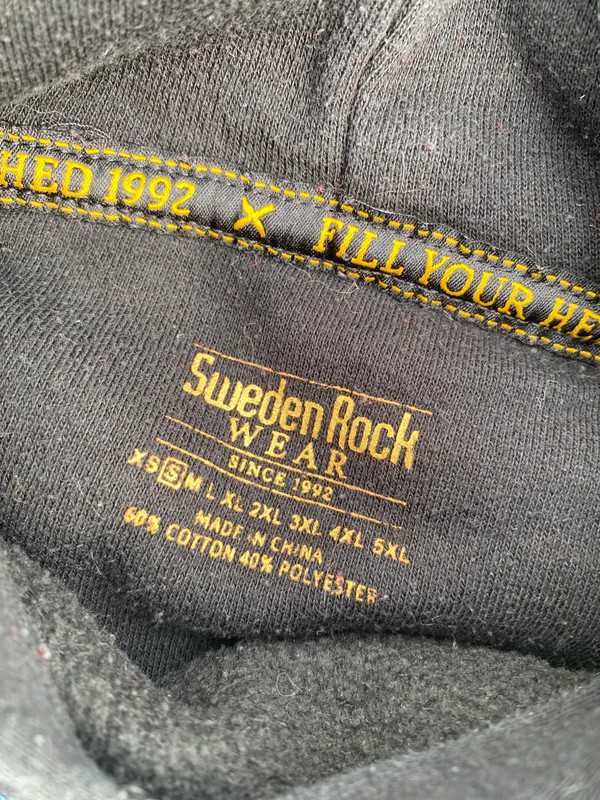 HED 1992 X FILL YOUR HE
Sweden Rock
WEAR
SINCE 1992
XS S M L XL 2XL 3XL 4XL 5XL
MADE IN CHINA
60% COTTON 40% POLYESTER